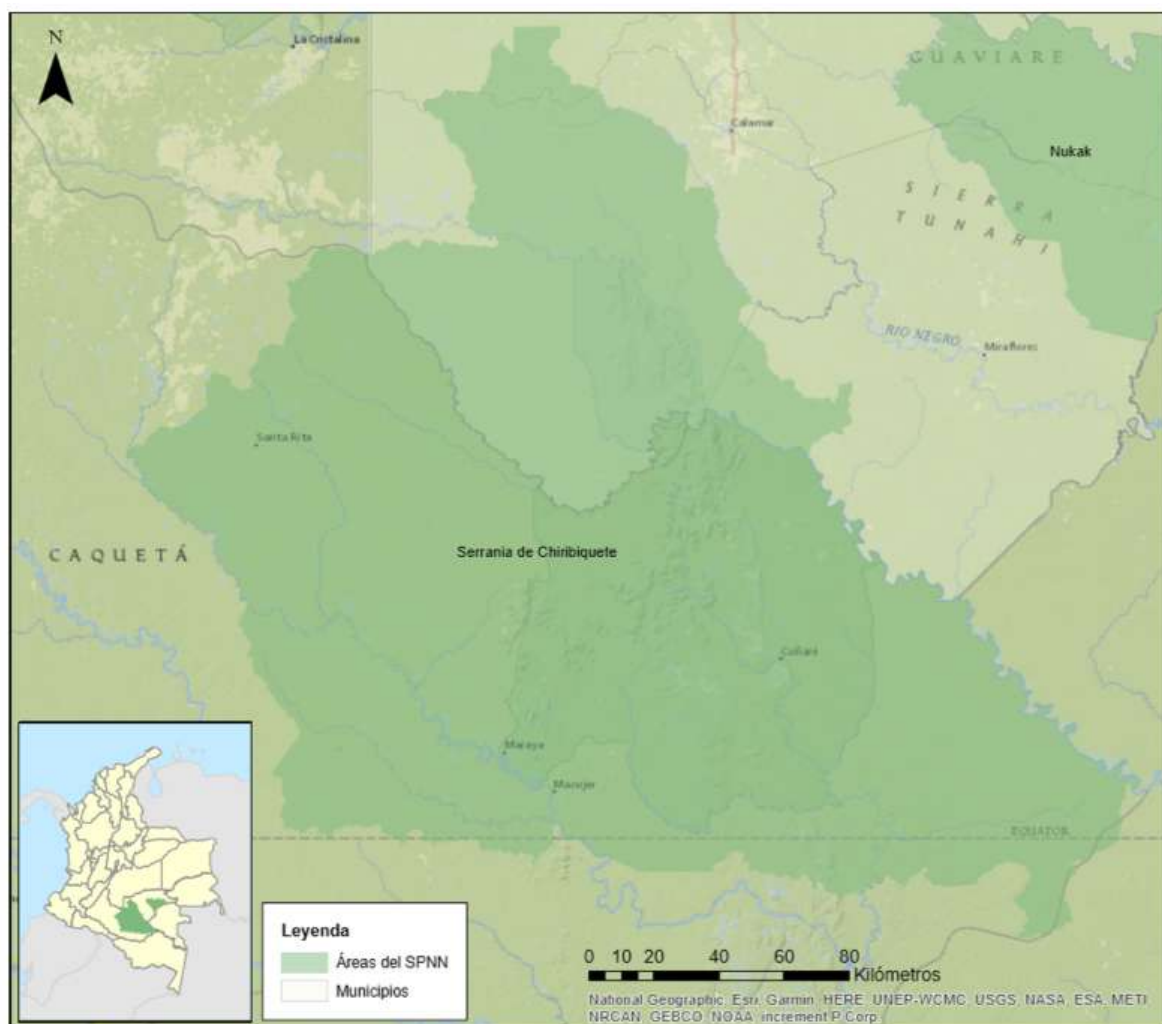 N
La Cristalina
GUAVIARE
Calamar
Nukak
SIERRA
TUNAHI
RIO NEGRO
Miraflores
Santa Rita
CAQUETÁ
Serrania de Chiribiquete
Cuñaré
Maraya
Macujer
EQUATOR
Leyenda
Áreas del SPNN
Municipios
0 10 20 40 60 80
Kilómetros
National Geographic, Esri, Garmin, HERE, UNEP-WCMC, USGS, NASA, ESA, METI,
NRCAN, GEBCO, NOAA, increment P Corp.